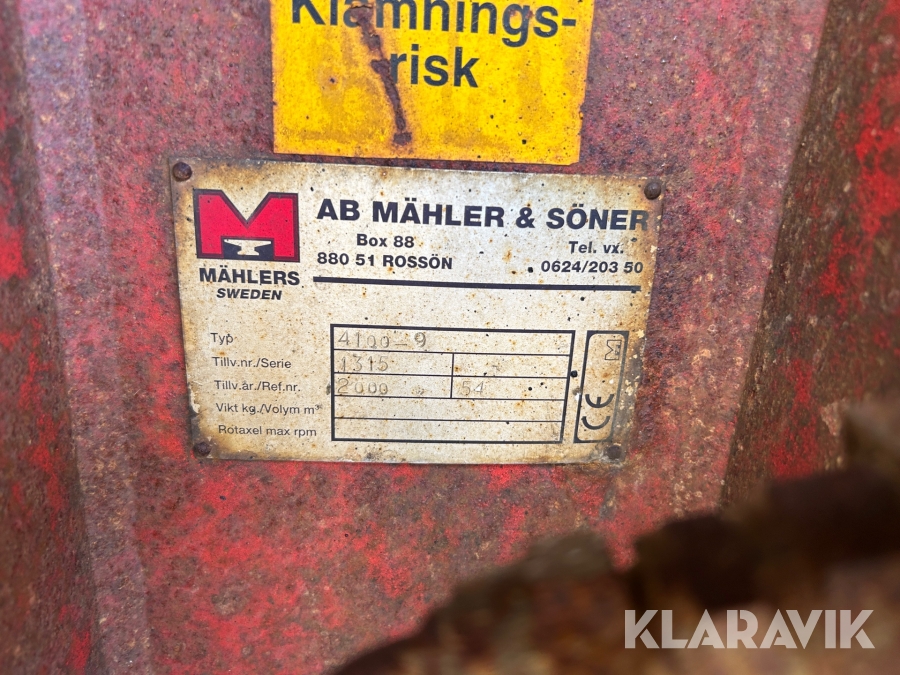 Klämnings-
risk
M
AB MÄHLER & SÖNER
Box 88
880 51 ROSSÖN
Tel. vx.
0624/203 50
MÄHLERS
SWEDEN
Typ 4100-9
Tillv.nr./Serie 1315
Tillv.år./Ref.nr. 2000 54
Vikt kg./Volym m³
Rotaxel max rpm
CE M
KLARAVIK